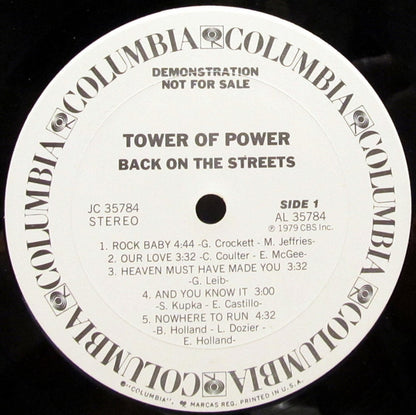 COLUMBIA COLUMBIA COLUMBIA COLUMBIA COLUMBIA COLUMBIA
DEMONSTRATION
NOT FOR SALE
TOWER OF POWER
BACK ON THE STREETS
JC 35784
STEREO
SIDE 1
AL 35784
℗ 1979 CBS Inc.
1. ROCK BABY 4:44 -G. Crockett - M. Jeffries-
2. OUR LOVE 3:32 -C. Coulter - E. McGee-
3. HEAVEN MUST HAVE MADE YOU 3:32
-G. Leib-
4. AND YOU KNOW IT 3:00
-S. Kupka - E. Castillo-
5. NOWHERE TO RUN 4:32
-B. Holland - L. Dozier -
E. Holland-
"COLUMBIA", MARCAS REG. PRINTED IN U.S.A.